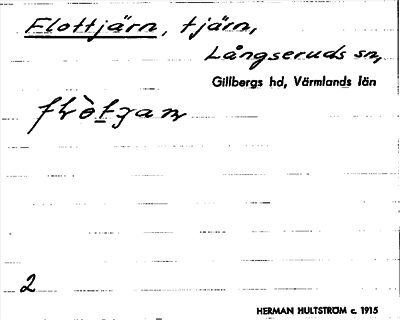 Flottjärn, tjärn,
Långseruds sn,
Gillbergs hd, Värmlands län
2
HERMAN HULTSTRÖM c. 1915